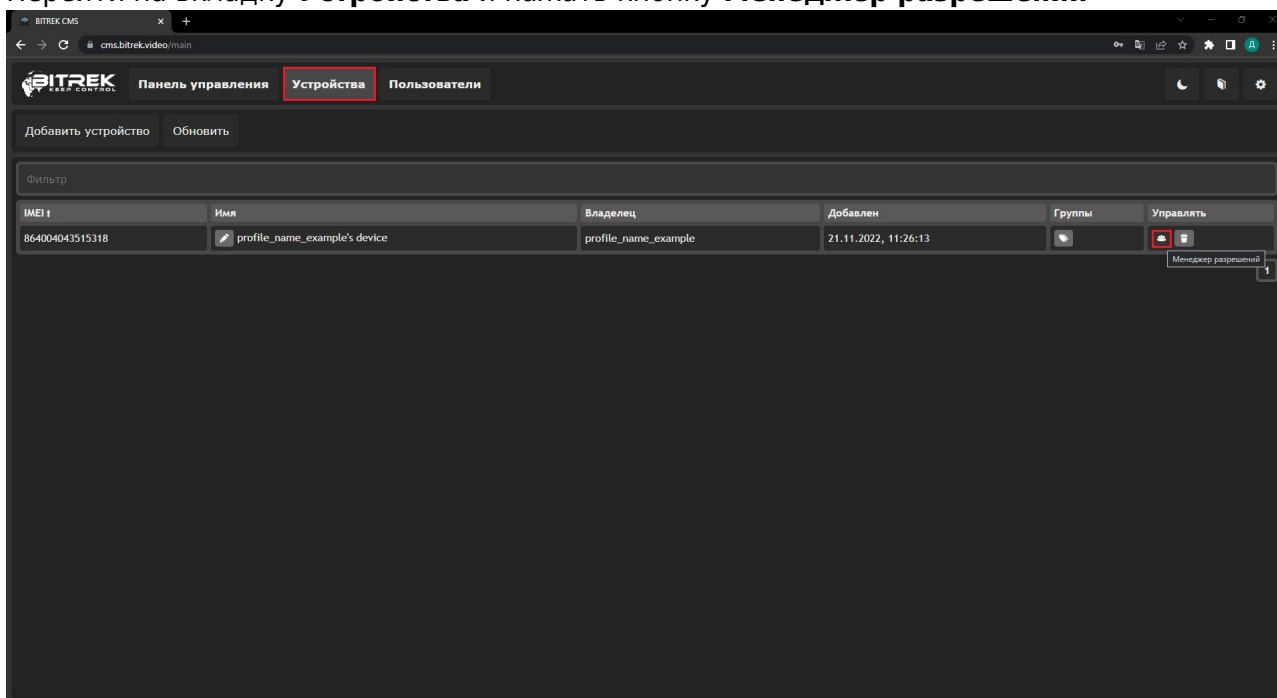 Перейти на вкладку Устройства и нажать кнопку Менеджер разрешений
BITREK CMS
cms.bitrek.video/main
Д
BITREK
KEEP CONTROL
Панель управления Устройства Пользователи
Добавить устройство Обновить
Фильтр
IMEI Имя Владелец Добавлен Группы Управлять
864004043515318 profile_name_example's device profile_name_example 21.11.2022, 11:26:13
Менеджер разрешений
1